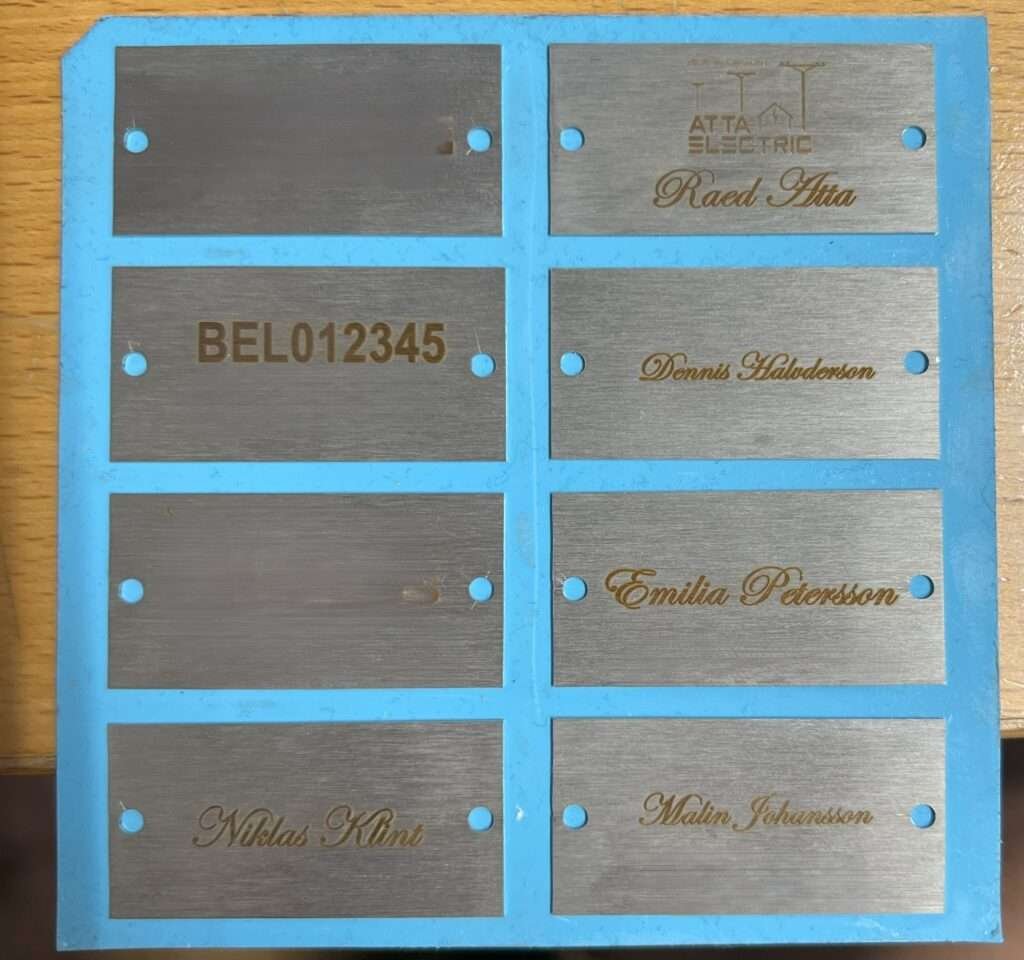 ATTA
ELECTRIC
Raed Atta
BEL012345
Dennis Halvderson
Emilia Petersson
Niklas Klint
Malin Johansson